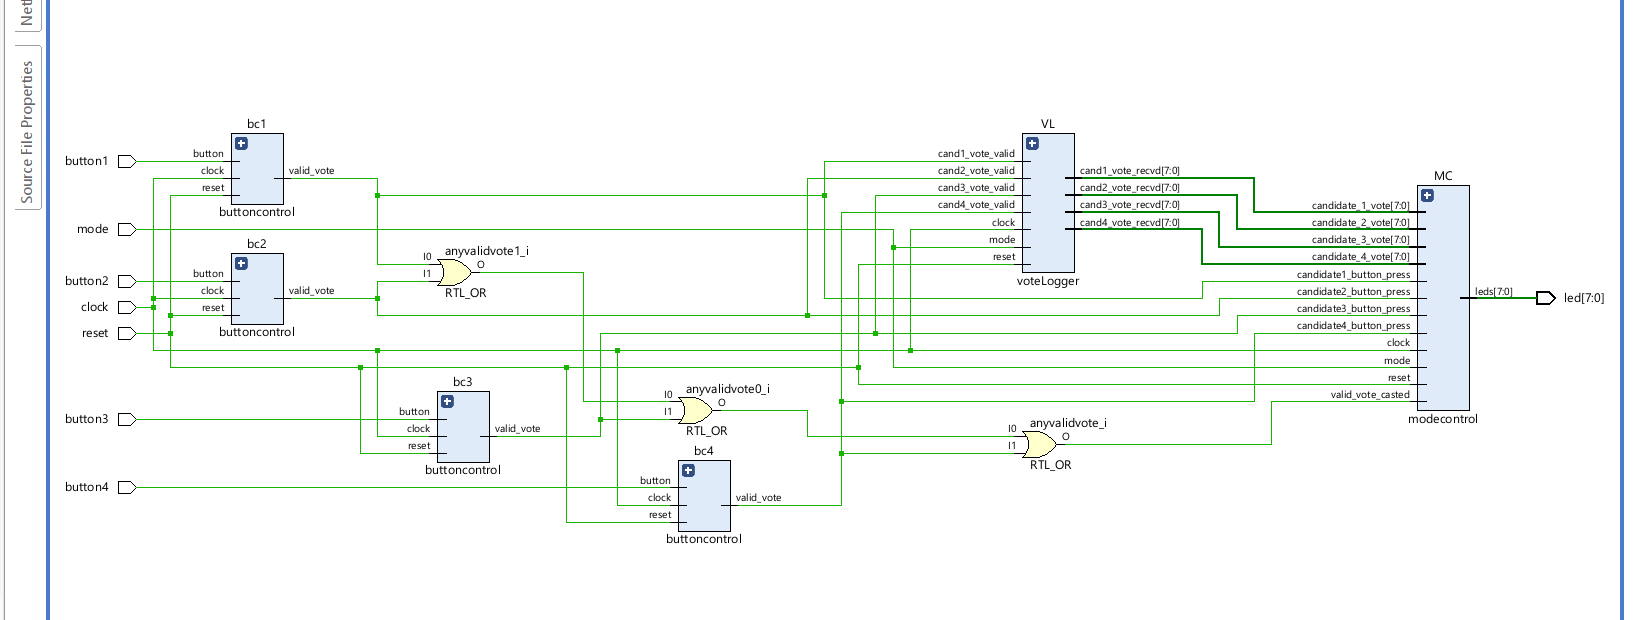 Net
Source File Properties
bc1
button1
button
clock
valid_vote
reset
buttoncontrol
mode
bc2
button2
button
clock
valid_vote
reset
buttoncontrol
clock
reset
anyvalidvote1_i
I0
O
I1
RTL_OR
bc3
button3
button
clock
valid_vote
reset
buttoncontrol
anyvalidvote0_i
I0
O
I1
RTL_OR
bc4
button4
button
clock
valid_vote
reset
buttoncontrol
VL
cand1_vote_valid
cand2_vote_valid
cand3_vote_valid
cand4_vote_valid
clock
mode
reset
cand1_vote_recvd[7:0]
cand2_vote_recvd[7:0]
cand3_vote_recvd[7:0]
cand4_vote_recvd[7:0]
voteLogger
anyvalidvote_i
I0
O
I1
RTL_OR
MC
candidate_1_vote[7:0]
candidate_2_vote[7:0]
candidate_3_vote[7:0]
candidate_4_vote[7:0]
candidate1_button_press
candidate2_button_press
candidate3_button_press
candidate4_button_press
clock
mode
reset
valid_vote_casted
leds[7:0]
modecontrol
led[7:0]